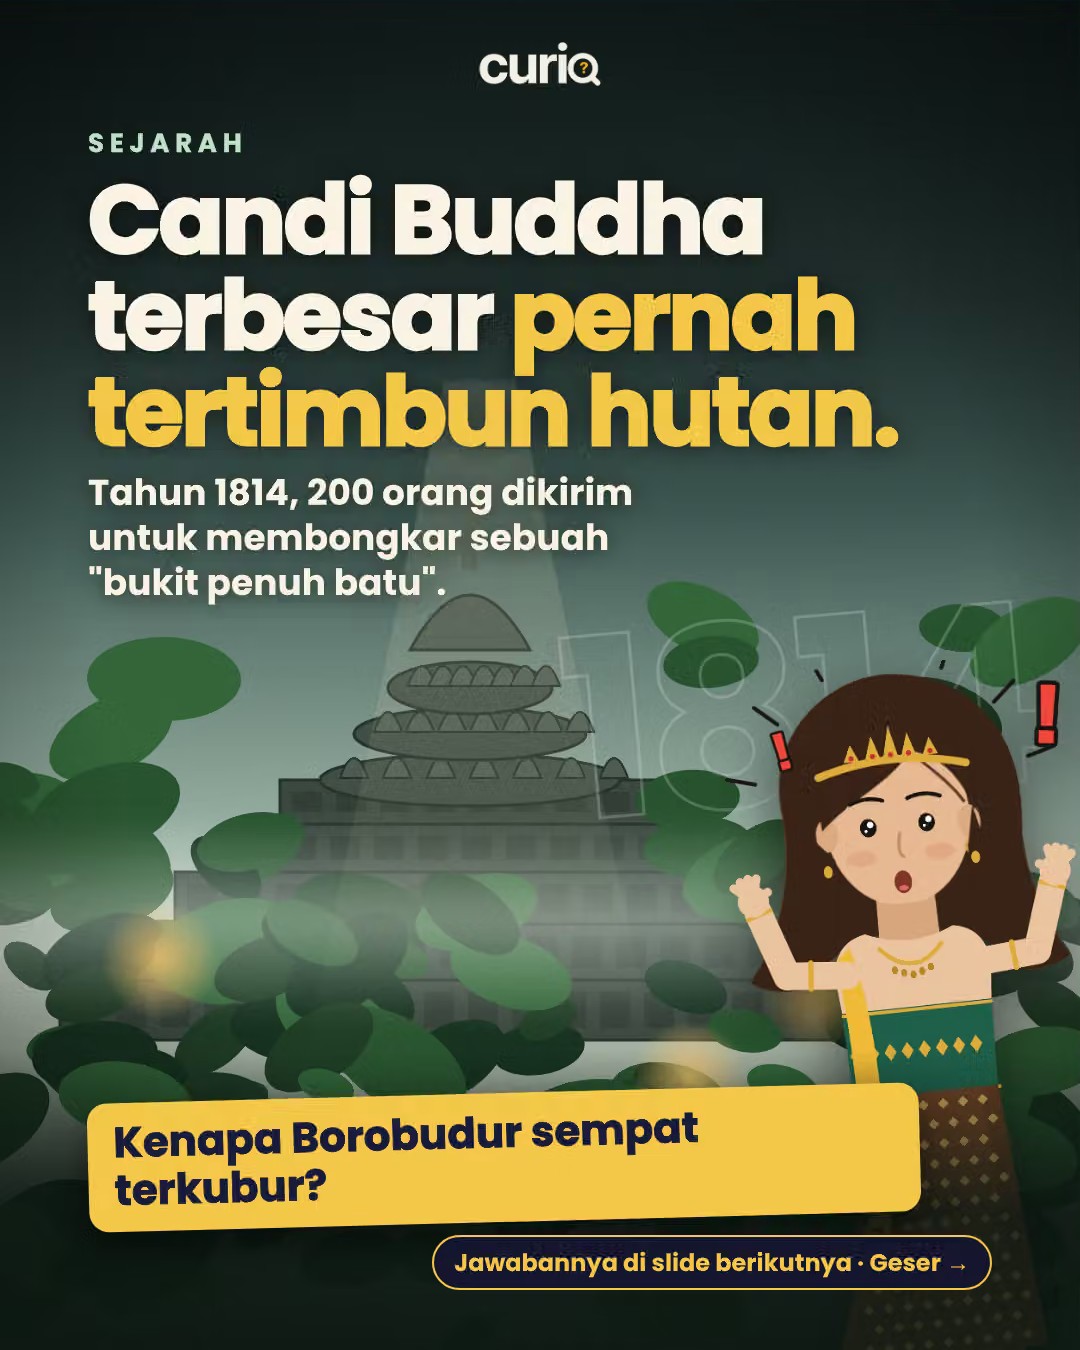 curio
SEJARAH
Candi Buddha
terbesar pernah
tertimbun hutan.
Tahun 1814, 200 orang dikirim
untuk membongkar sebuah
"bukit penuh batu".
1814
!
!
Kenapa Borobudur sempat
terkubur?
Jawabannya di slide berikutnya · Geser →